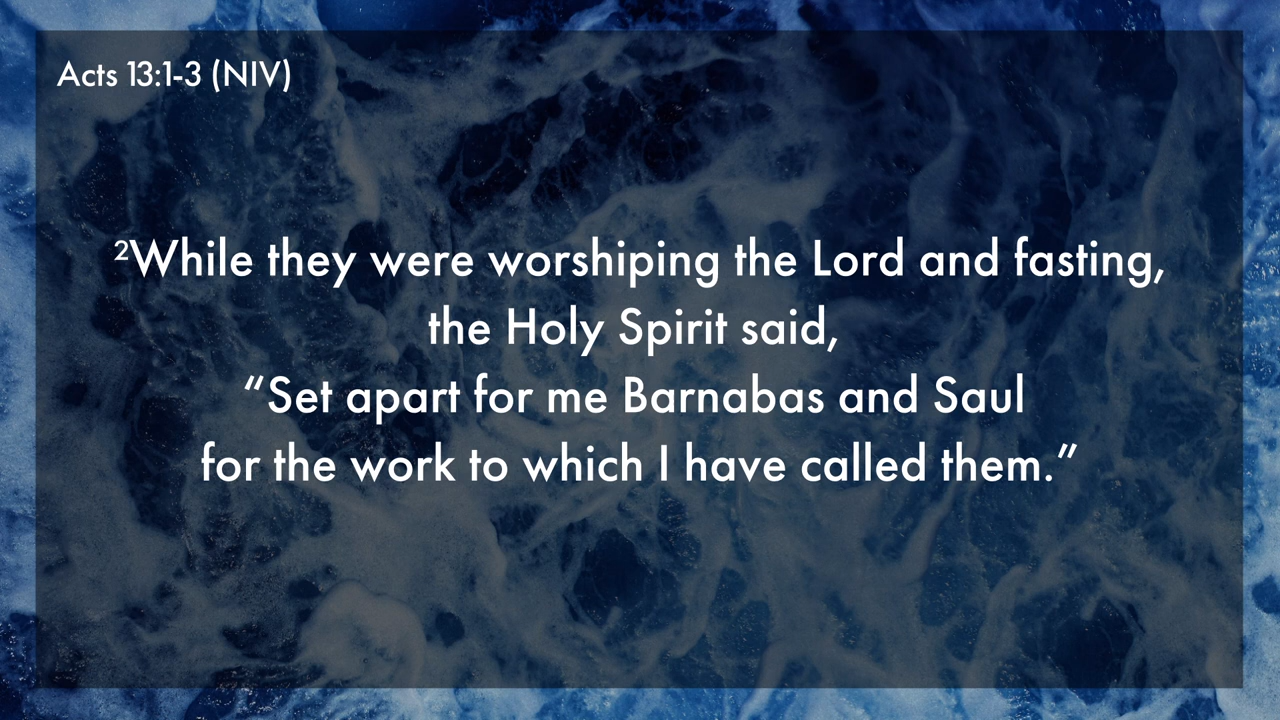 Acts 13:1-3 (NIV)
²While they were worshiping the Lord and fasting,
the Holy Spirit said,
“Set apart for me Barnabas and Saul
for the work to which I have called them.”